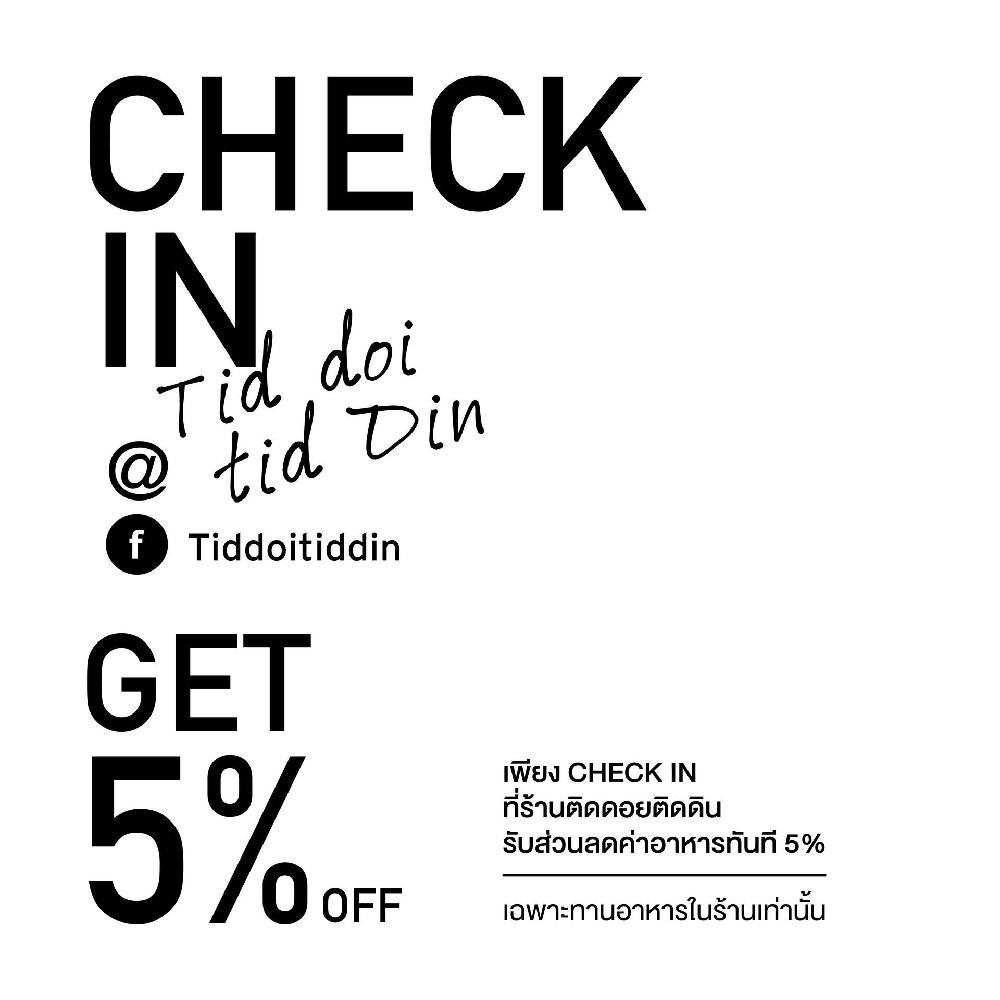 CHECK
IN
Tid doi
@ tid Din
f Tiddoitiddin
GET
5% OFF
เพียง CHECK IN
ที่ร้านติดดอยติดดิน
รับส่วนลดค่าอาหารทันที 5%
เฉพาะทานอาหารในร้านเท่านั้น